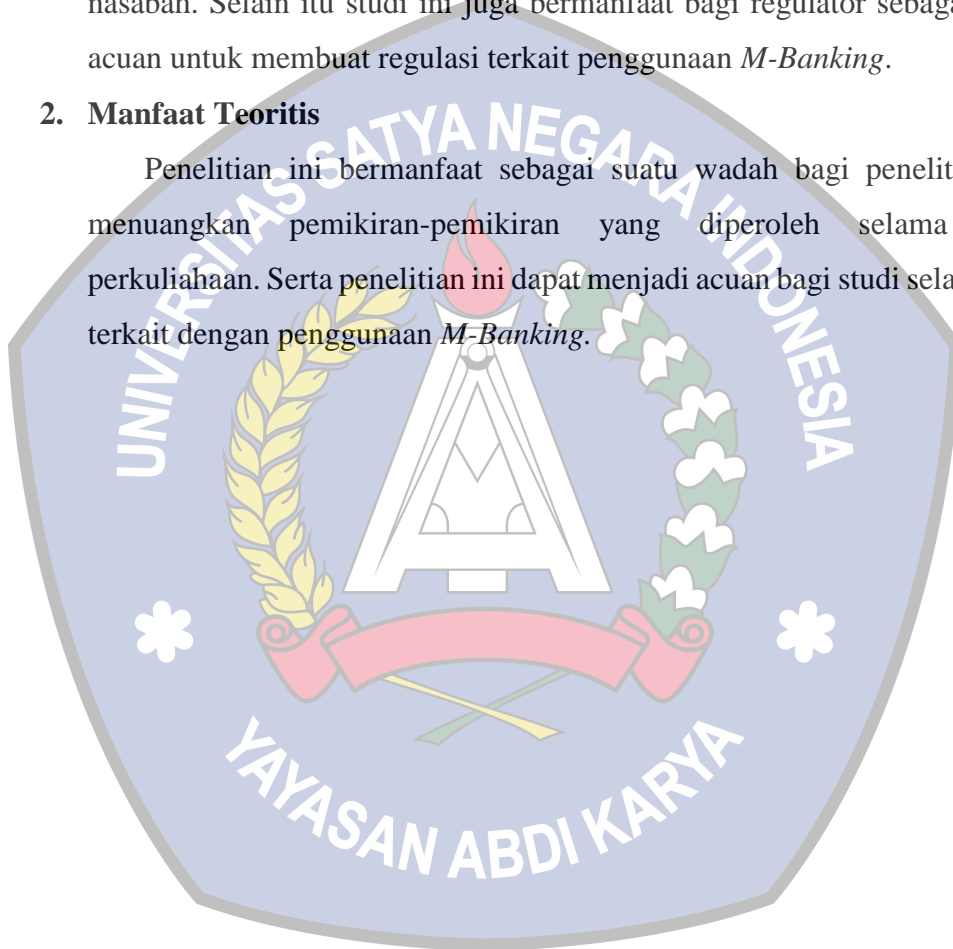 nasabah. Selain itu studi ini juga bermanfaat bagi regulator sebaga
acuan untuk membuat regulasi terkait penggunaan M-Banking.
2. Manfaat Teoritis
Penelitian ini bermanfaat sebagai suatu wadah bagi penelit
menuangkan pemikiran-pemikiran yang diperoleh selama
perkuliahaan. Serta penelitian ini dapat menjadi acuan bagi studi sela
terkait dengan penggunaan M-Banking.
UNIVERSITAS SATYA NEGARA INDONESIA
YAYASAN ABDI KARYA